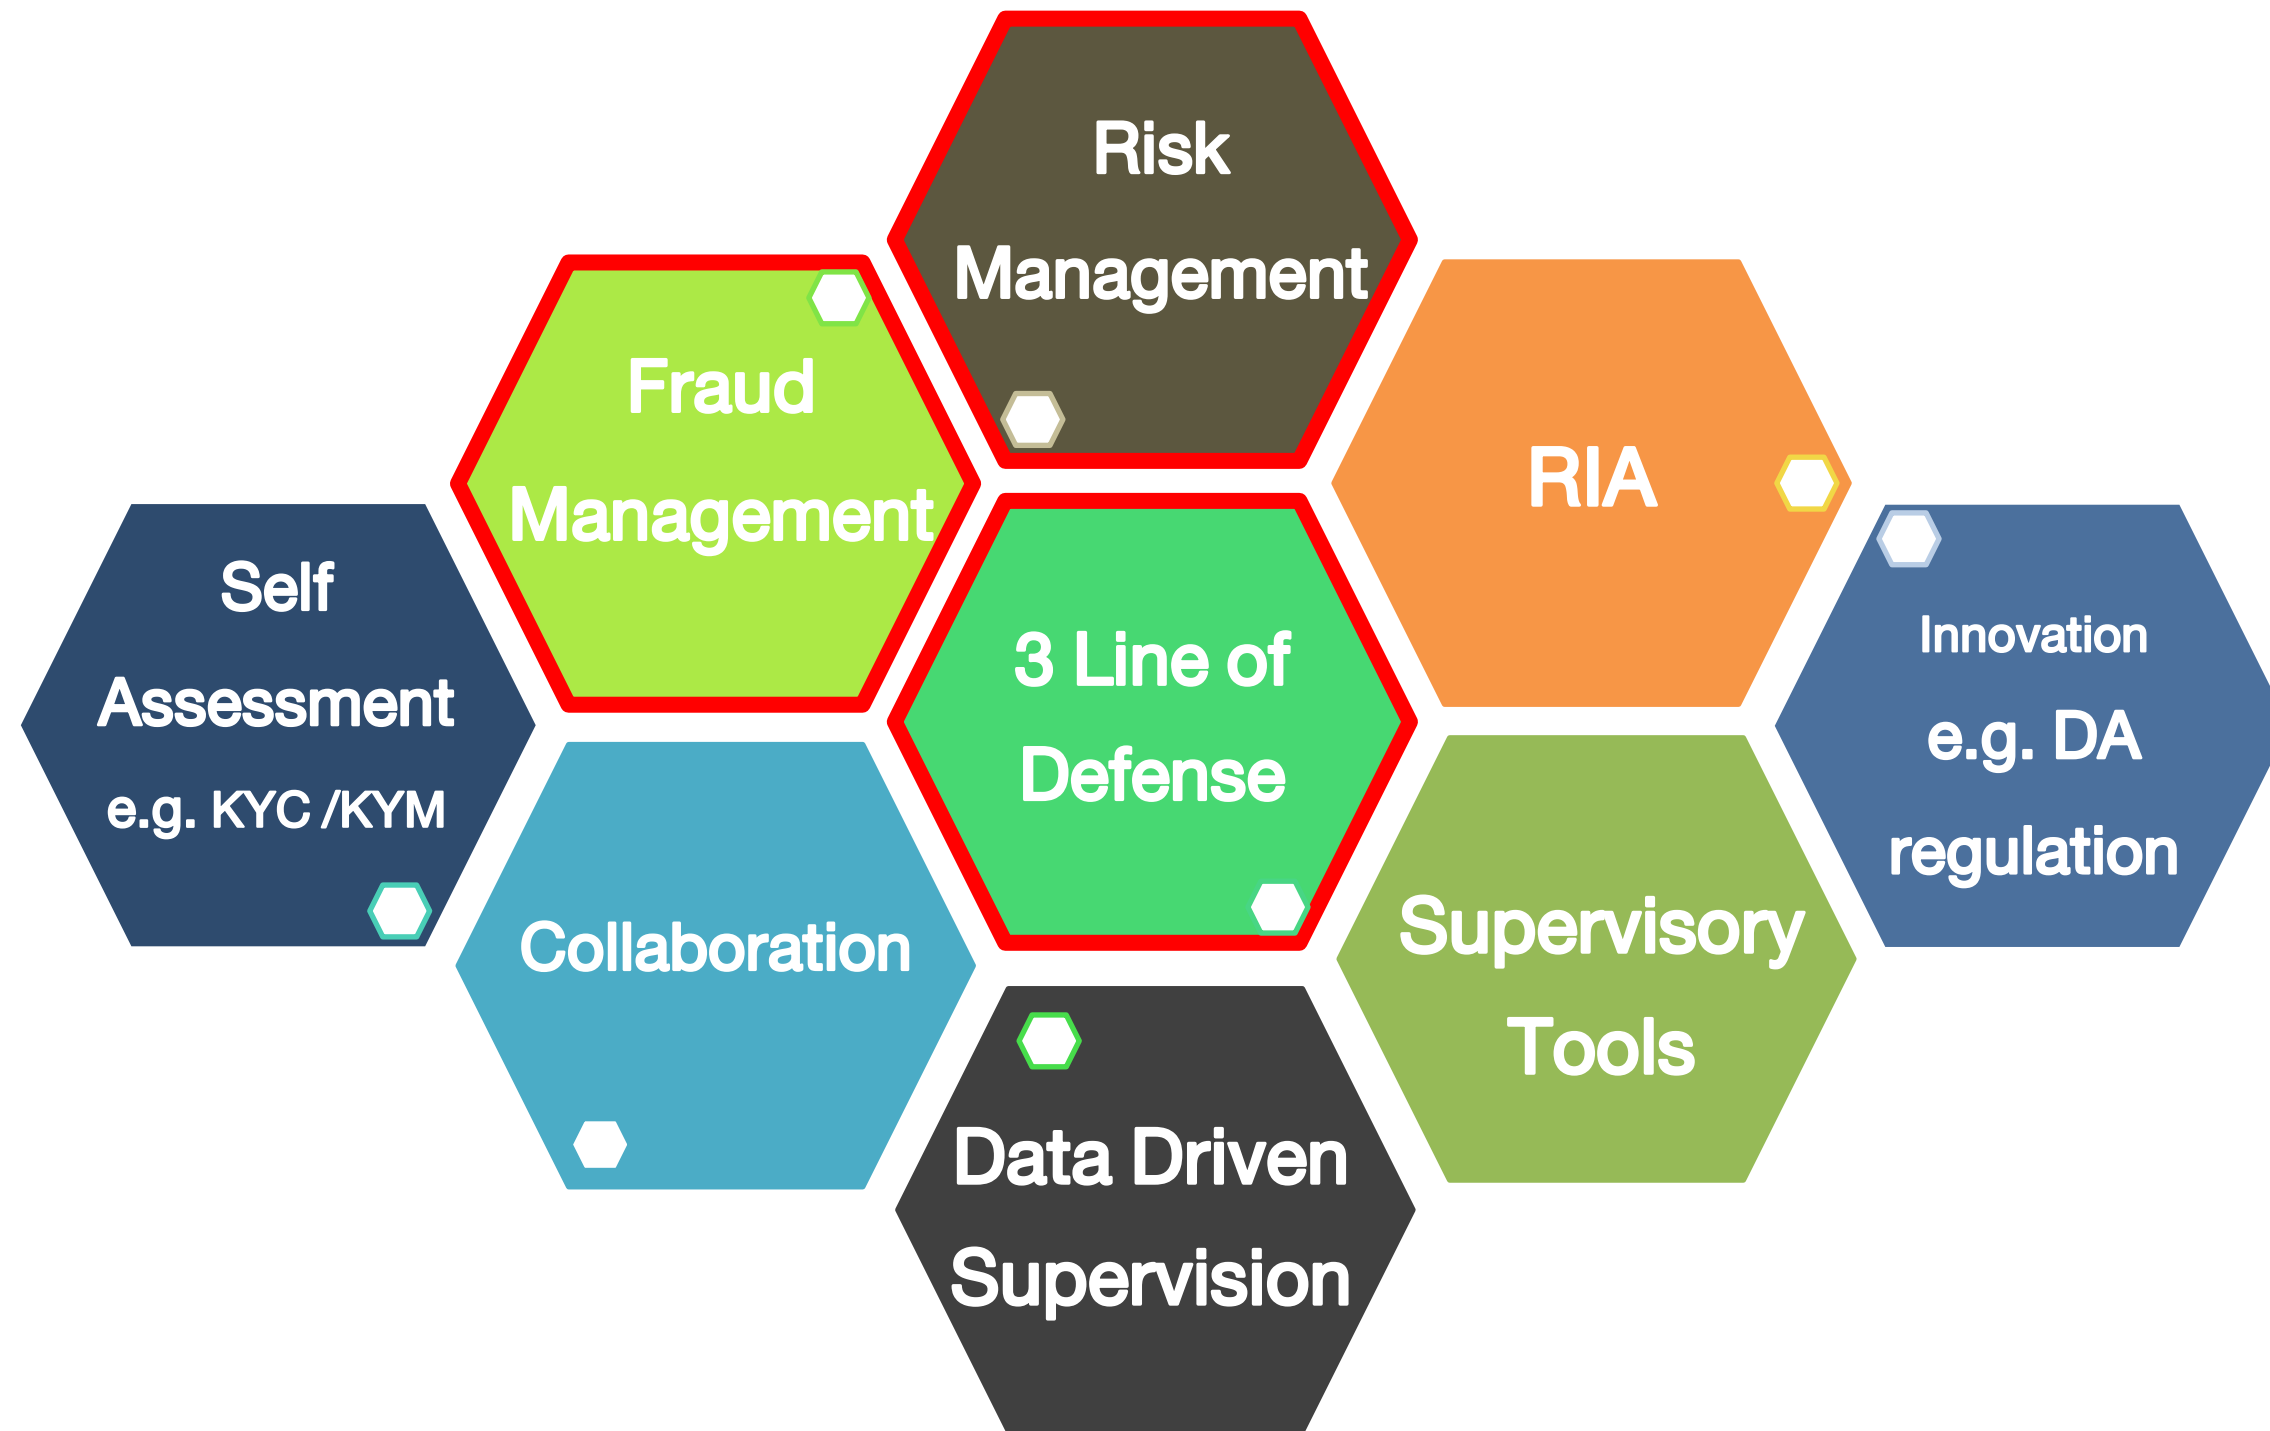 Risk
Management
Fraud
Management
RIA
Self
Assessment
e.g. KYC /KYM
3 Line of
Defense
Innovation
e.g. DA
regulation
Collaboration
Supervisory
Tools
Data Driven
Supervision